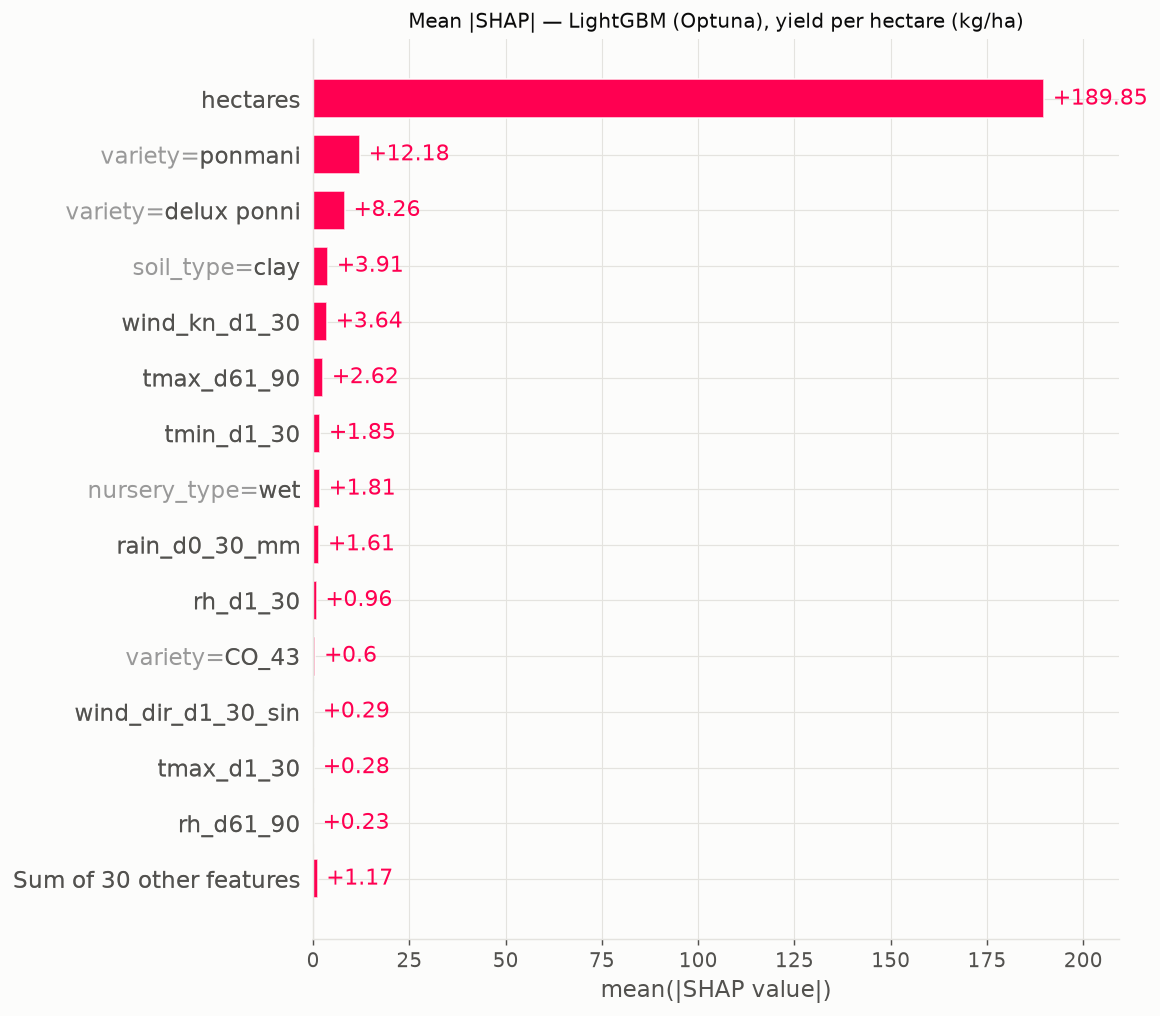 Mean |SHAP| — LightGBM (Optuna), yield per hectare (kg/ha)
hectares +189.85
variety=ponmani +12.18
variety=delux ponni +8.26
soil_type=clay +3.91
wind_kn_d1_30 +3.64
tmax_d61_90 +2.62
tmin_d1_30 +1.85
nursery_type=wet +1.81
rain_d0_30_mm +1.61
rh_d1_30 +0.96
variety=CO_43 +0.6
wind_dir_d1_30_sin +0.29
tmax_d1_30 +0.28
rh_d61_90 +0.23
Sum of 30 other features +1.17
0 25 50 75 100 125 150 175 200
mean(|SHAP value|)